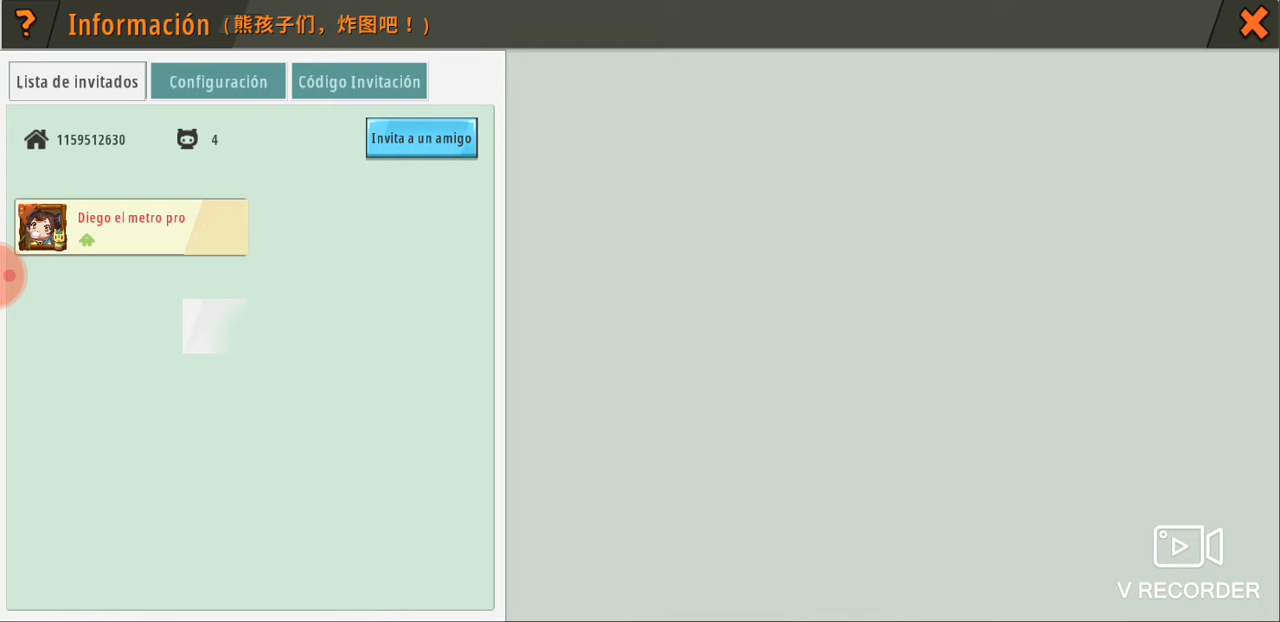 ? Información (熊孩子们，炸图吧！)
Lista de invitados Configuración Código Invitación
1159512630 4 Invita a un amigo
Diego el metro pro
V RECORDER